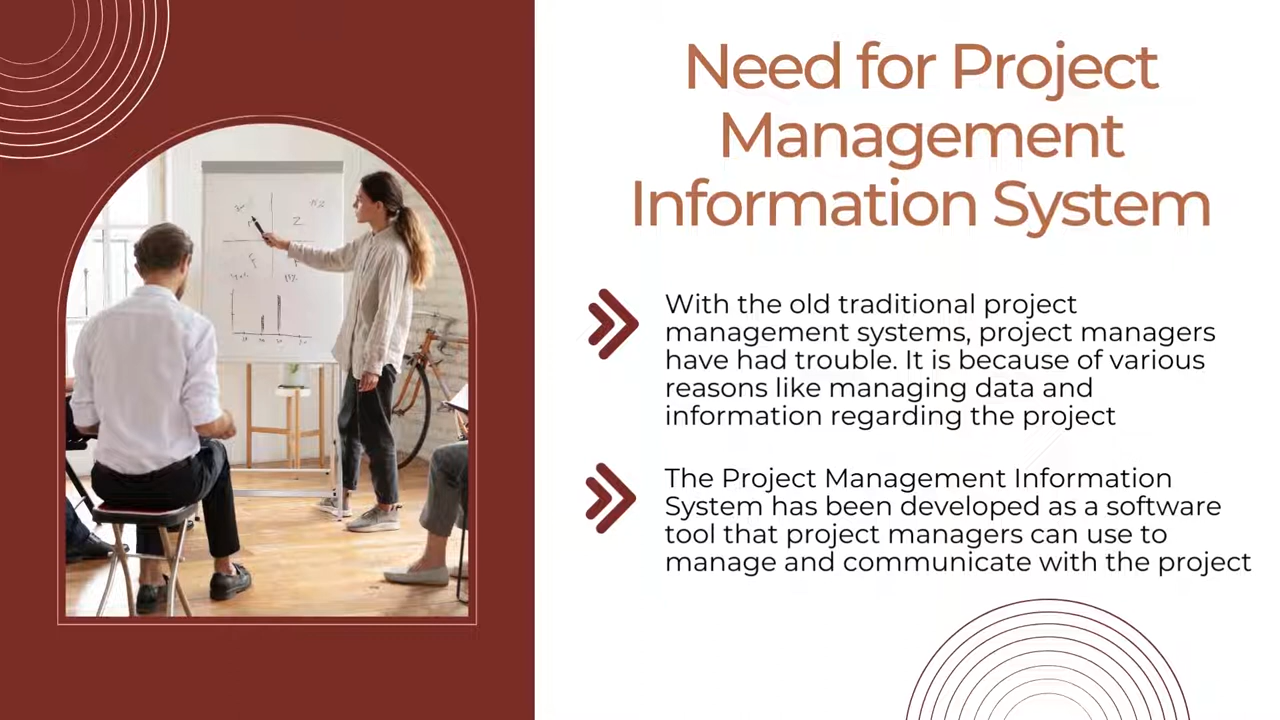 Need for Project
Management
Information System
With the old traditional project
management systems, project managers
have had trouble. It is because of various
reasons like managing data and
information regarding the project
The Project Management Information
System has been developed as a software
tool that project managers can use to
manage and communicate with the project